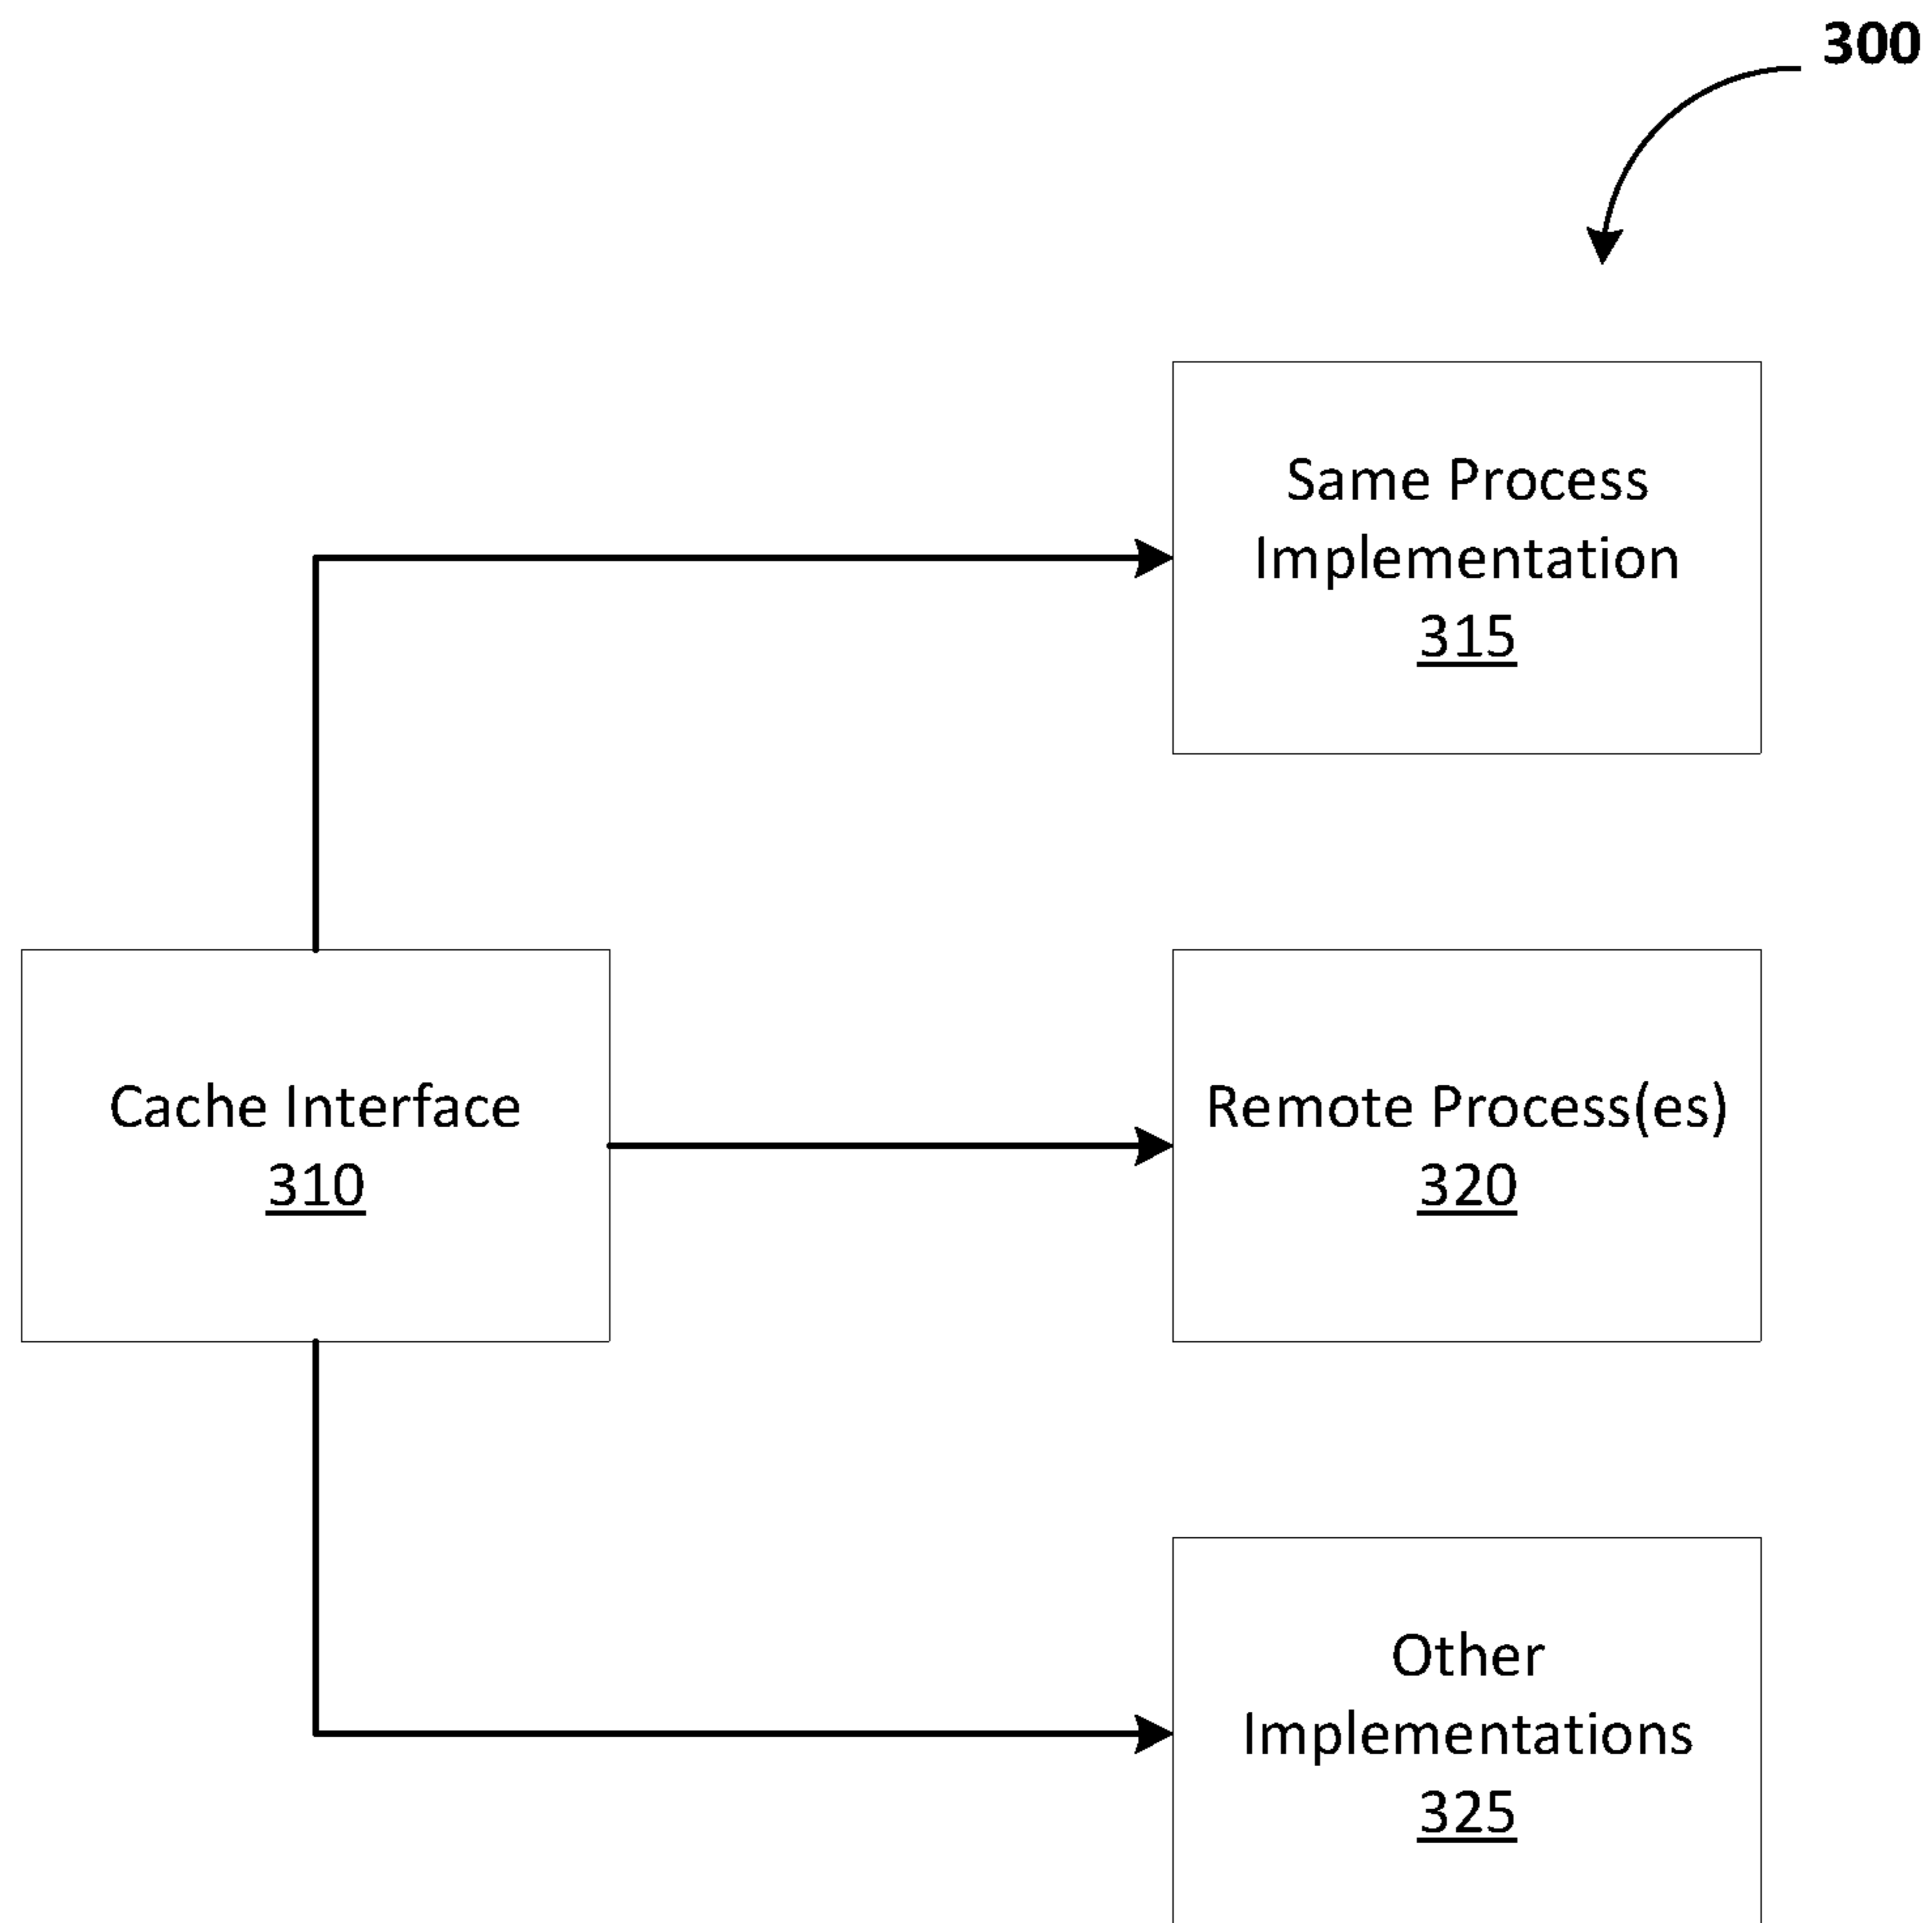 300
Same Process
Implementation
315
Cache Interface
310
Remote Process(es)
320
Other
Implementations
325